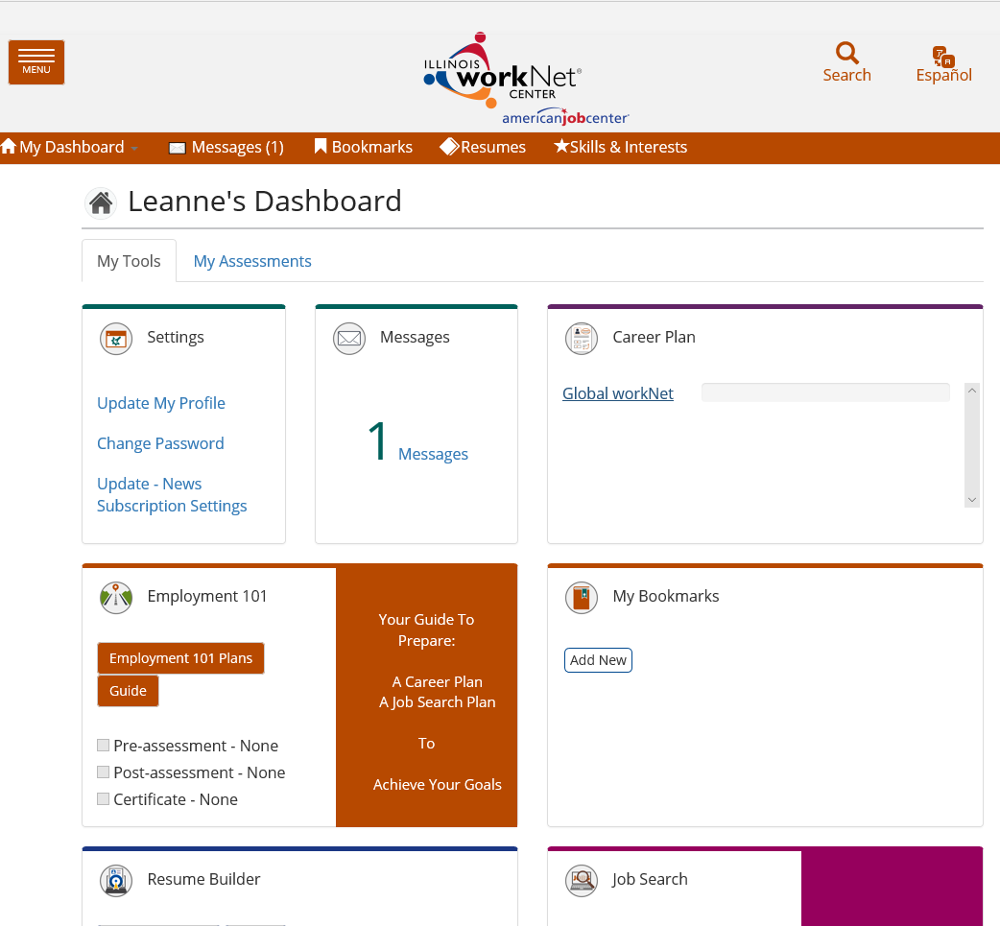 MENU
ILLINOIS
workNet®
CENTER
americanjobcenter
Search
Español
My Dashboard
Messages (1)
Bookmarks
Resumes
Skills & Interests
Leanne's Dashboard
My Tools
My Assessments
Settings
Update My Profile
Change Password
Update - News
Subscription Settings
Messages
1 Messages
Career Plan
Global workNet
Employment 101
Employment 101 Plans
Guide
Pre-assessment - None
Post-assessment - None
Certificate - None
Your Guide To
Prepare:
A Career Plan
A Job Search Plan
To
Achieve Your Goals
My Bookmarks
Add New
Resume Builder
Job Search